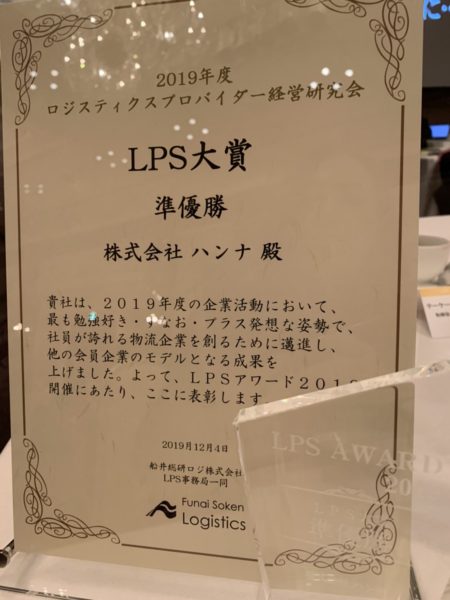 2019年度
ロジスティクスプロバイダー経営研究会
LPS大賞
準優勝
株式会社 ハンナ 殿
貴社は、2019年度の企業活動において、
最も勉強好き・すなお・プラス発想な姿勢で、
社員が誇れる物流企業を創るために邁進し、
他の会員企業のモデルとなる成果を
上げました。よって、LPSアワード2019
開催にあたり、ここに表彰します。
2019年12月4日
船井総研ロジ株式会社
LPS事務局一同
Funai Soken
Logistics
LPS AWARD
20